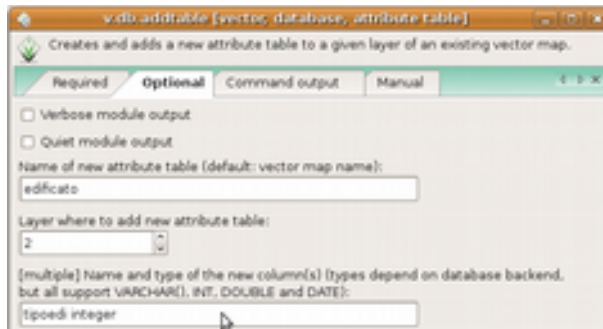 v.db.addtable [vector, database, attribute table]
Creates and adds a new attribute table to a given layer of an existing vector map.
Required Optional Command output Manual
Verbose module output
Quiet module output
Name of new attribute table (default: vector map name):
edificato
Layer where to add new attribute table:
2
[multiple] Name and type of the new column(s) (types depend on database backend,
but all support VARCHAR(), INT, DOUBLE and DATE):
tipoedi integer